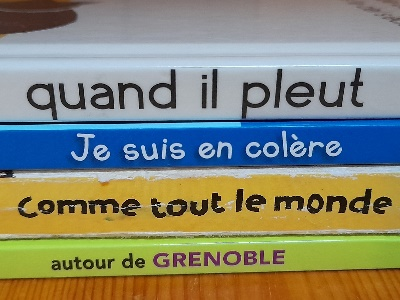 quand il pleut
Je suis en colère
Comme tout le monde
autour de GRENOBLE